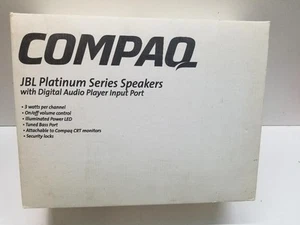 COMPAQ
JBL Platinum Series Speakers
with Digital Audio Player Input Port
• 3 watts per channel
• On/off volume control
• Illuminated Power LED
• Tuned Bass Port
• Attachable to Compaq CRT monitors
• Security locks